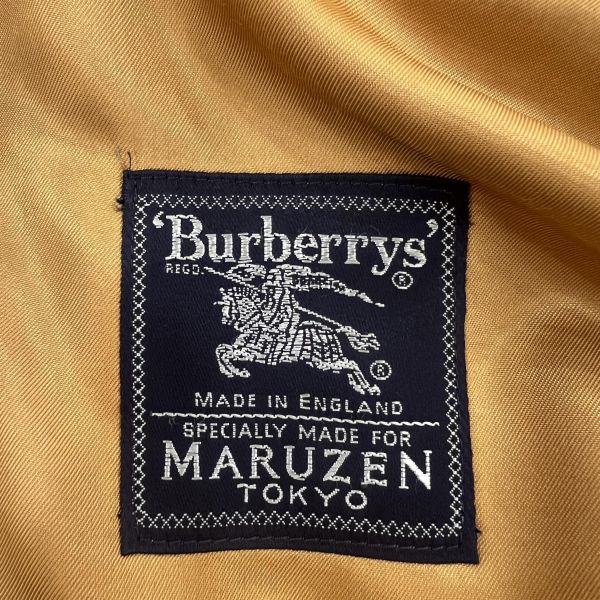 'Burberrys'
REGD. ®
®
MADE IN ENGLAND
SPECIALLY MADE FOR
MARUZEN
TOKYO